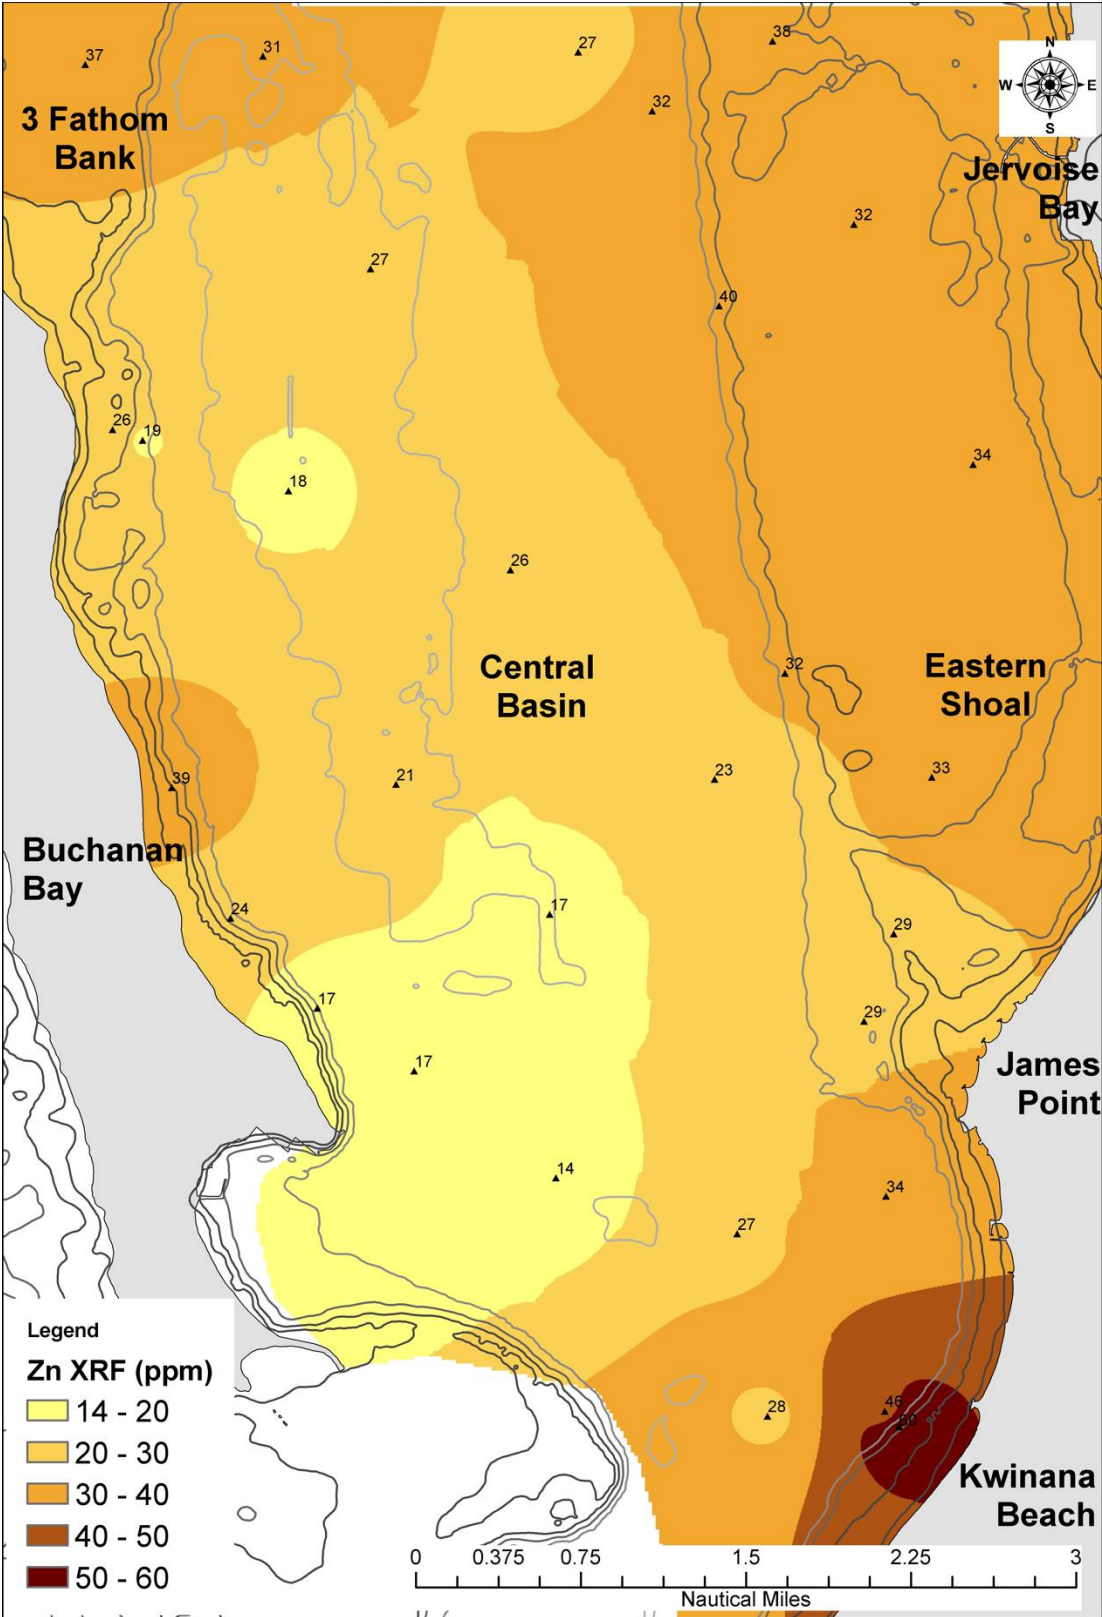 37
31
27
38
N
W E
S
3 Fathom
Bank
32
Jervoise
Bay
32
27
40
26
19
34
18
26
Central
Basin
32
Eastern
Shoal
39
21
23
33
Buchanan
Bay
24
17
29
17
29
17
James
Point
14
34
27
28
46
60
Kwinana
Beach
Legend
Zn XRF (ppm)
14 - 20
20 - 30
30 - 40
40 - 50
50 - 60
0 0.375 0.75 1.5 2.25 3
Nautical Miles